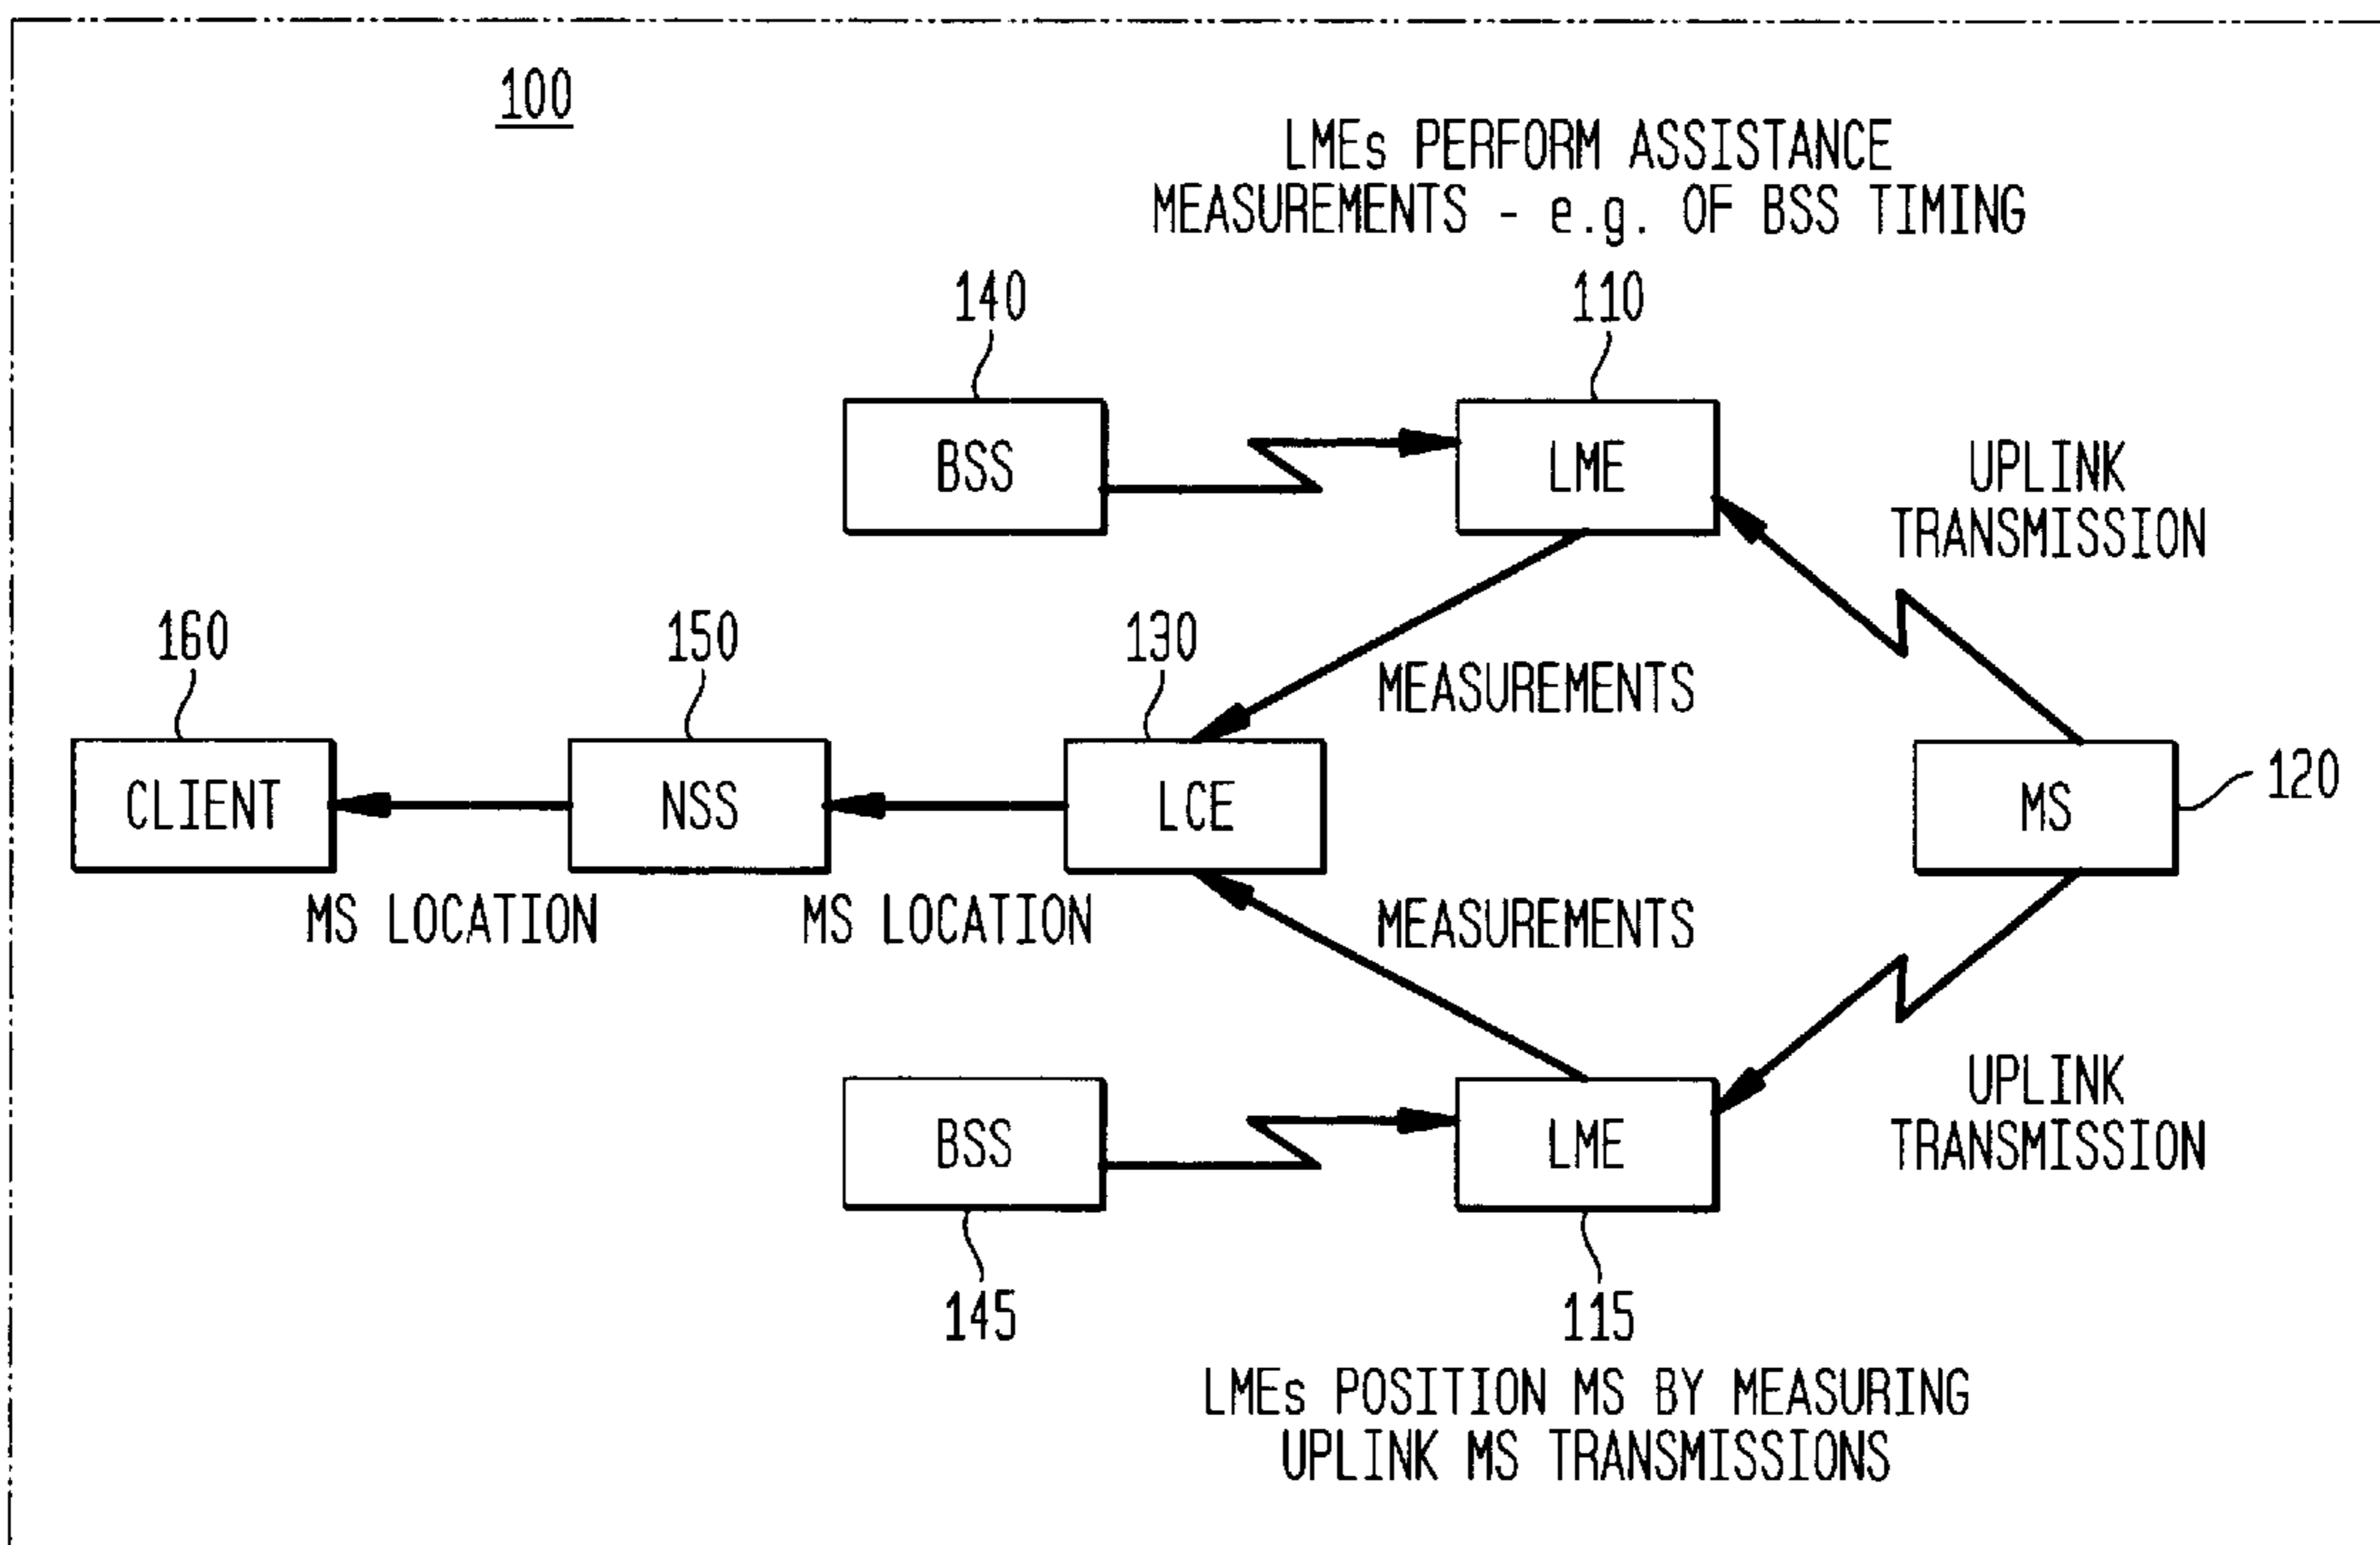 100
LMEs PERFORM ASSISTANCE
MEASUREMENTS - e.g. OF BSS TIMING
140
110
BSS
LME
UPLINK
TRANSMISSION
160
150
130
MEASUREMENTS
CLIENT
NSS
LCE
MS
120
MS LOCATION
MS LOCATION
MEASUREMENTS
BSS
LME
UPLINK
TRANSMISSION
145
115
LMEs POSITION MS BY MEASURING
UPLINK MS TRANSMISSIONS